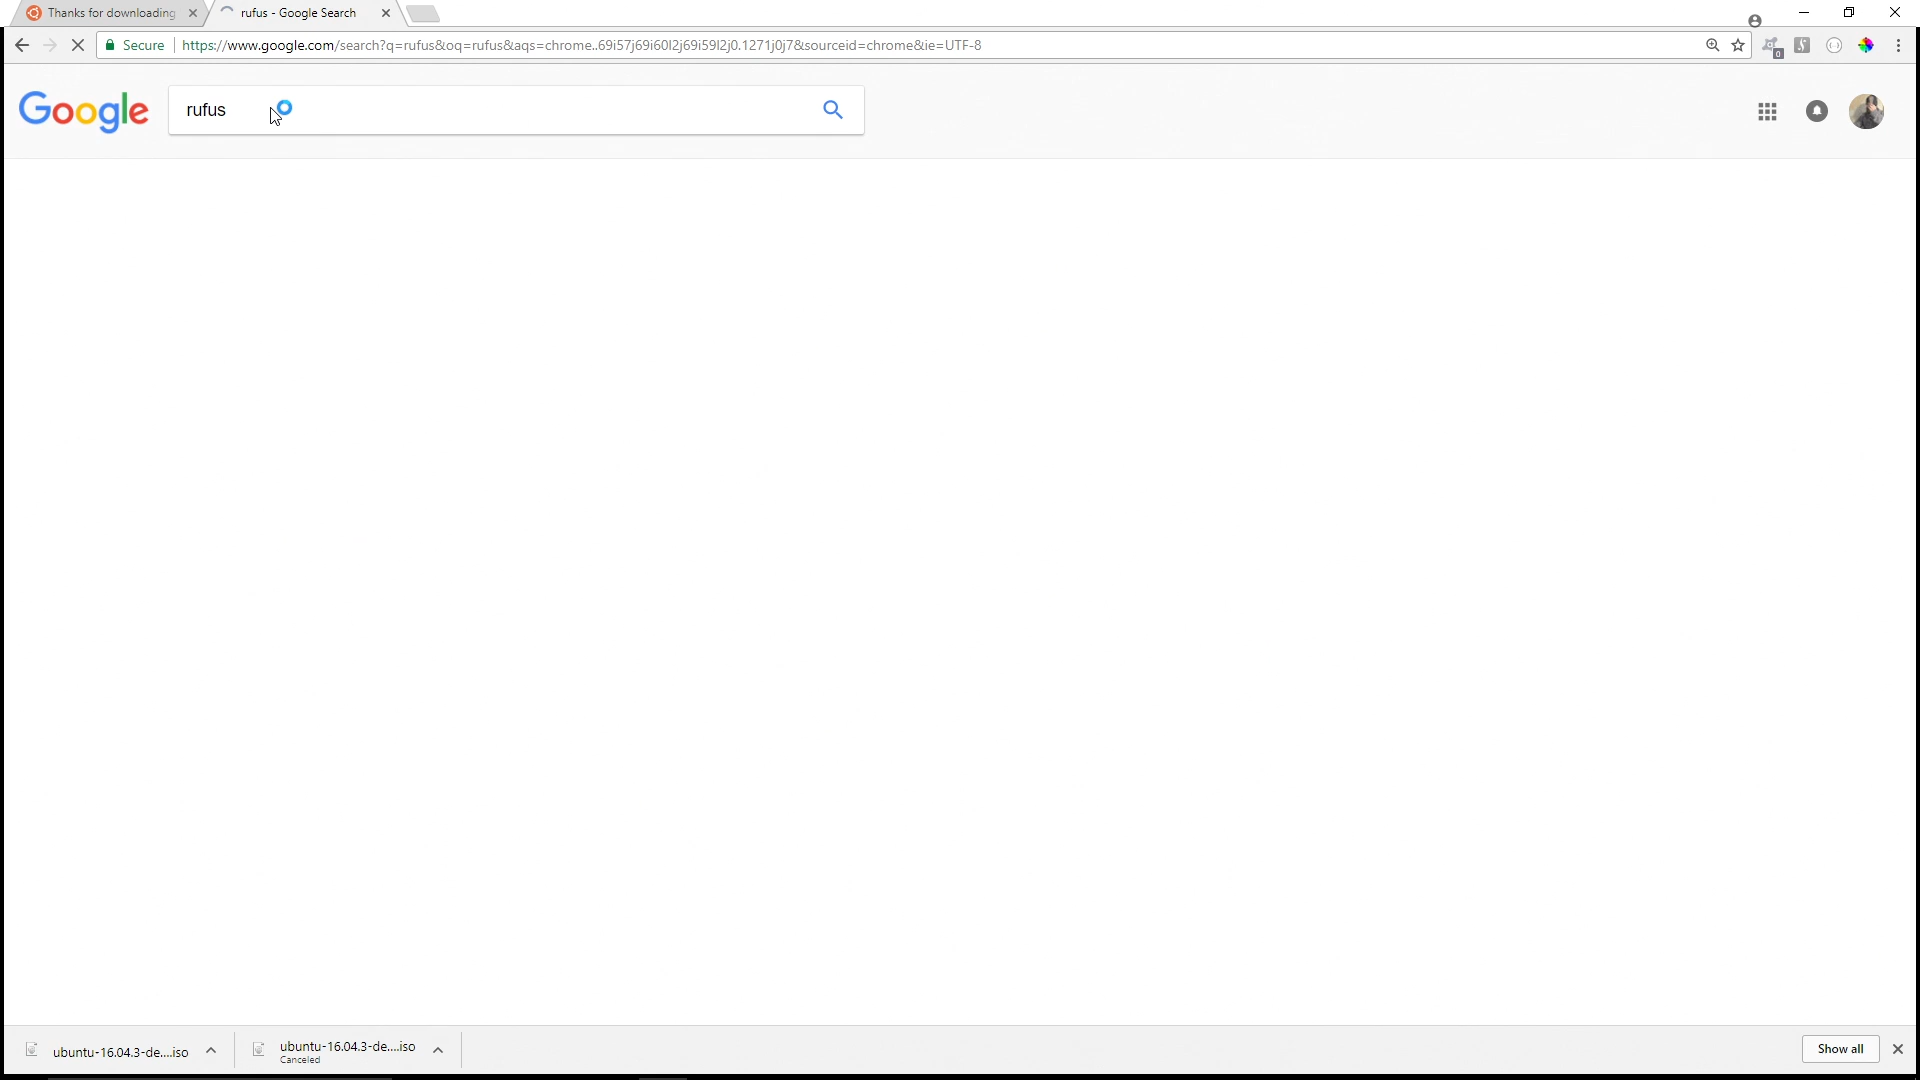 Thanks for downloading
rufus - Google Search
Secure
https://www.google.com/search?q=rufus&oq=rufus&aqs=chrome..69i57j69i60l2j69i59l2j0.1271j0j7&sourceid=chrome&ie=UTF-8
0
Google
rufus
ubuntu-16.04.3-de....iso
ubuntu-16.04.3-de....iso
Canceled
Show all